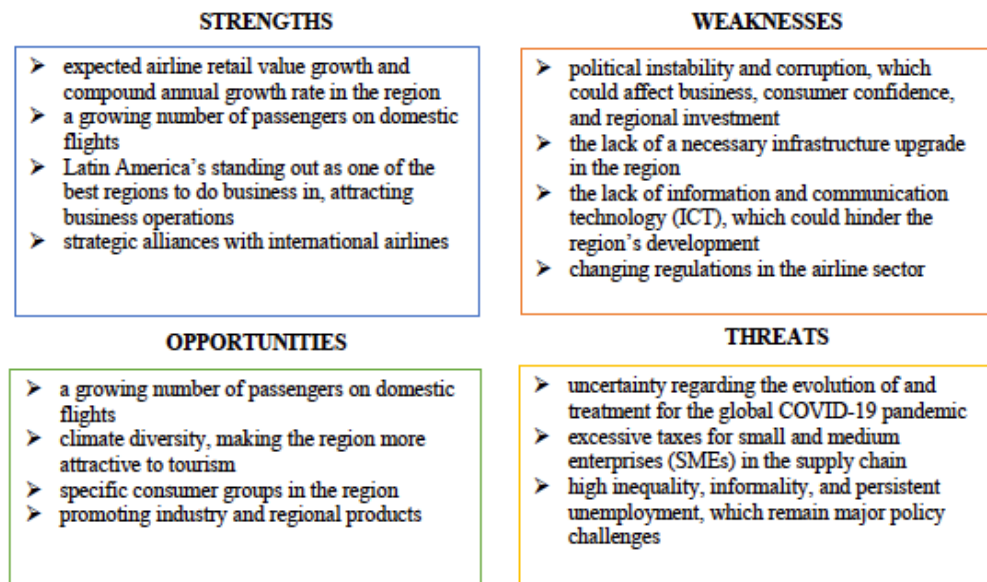 STRENGTHS
➤ expected airline retail value growth and
compound annual growth rate in the region
➤ a growing number of passengers on domestic
flights
➤ Latin America's standing out as one of the
best regions to do business in, attracting
business operations
➤ strategic alliances with international airlines
WEAKNESSES
➤ political instability and corruption, which
could affect business, consumer confidence,
and regional investment
➤ the lack of a necessary infrastructure upgrade
in the region
➤ the lack of information and communication
technology (ICT), which could hinder the
region's development
➤ changing regulations in the airline sector
OPPORTUNITIES
➤ a growing number of passengers on domestic
flights
➤ climate diversity, making the region more
attractive to tourism
➤ specific consumer groups in the region
➤ promoting industry and regional products
THREATS
➤ uncertainty regarding the evolution of and
treatment for the global COVID-19 pandemic
➤ excessive taxes for small and medium
enterprises (SMEs) in the supply chain
➤ high inequality, informality, and persistent
unemployment, which remain major policy
challenges